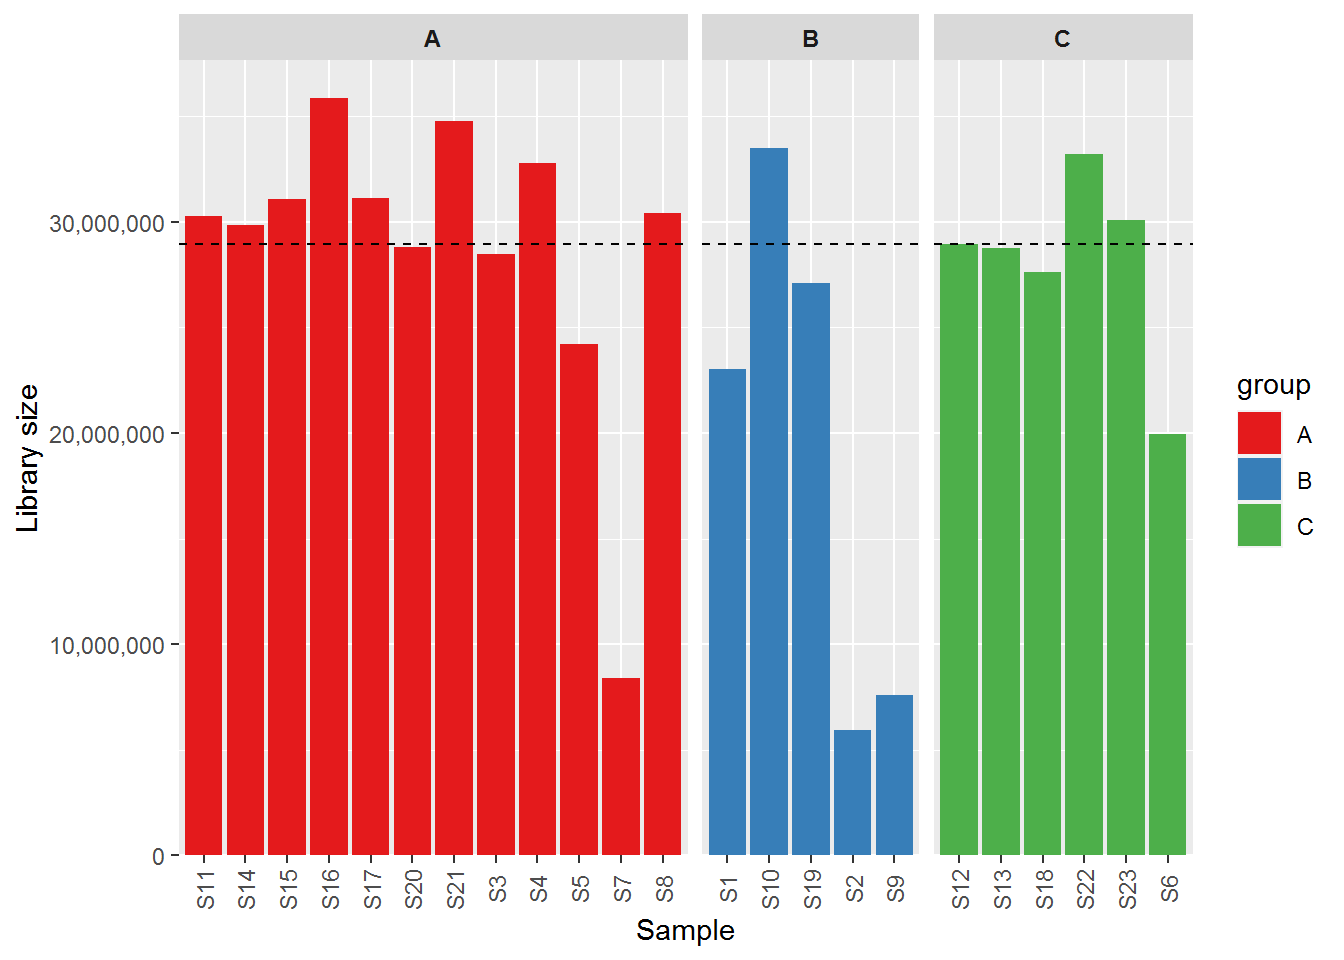 A
B
C
Library size
30,000,000
20,000,000
10,000,000
0
S11
S14
S15
S16
S17
S20
S21
S3
S4
S5
S7
S8
S1
S10
S19
S2
S9
S12
S13
S18
S22
S23
S6
Sample
group
A
B
C